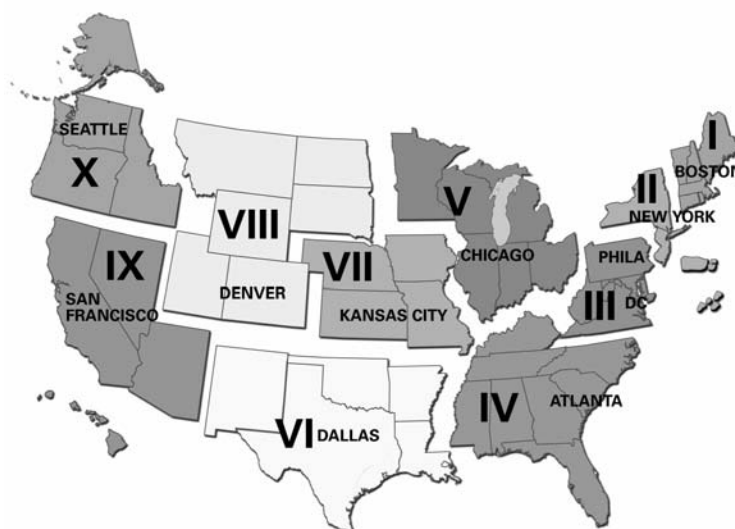 I
BOSTON
SEATTLE
X
II
NEW YORK
V
VIII
IX
VII
CHICAGO
PHILA
DENVER
SAN
FRANCISCO
KANSAS CITY
III
DC
IV
ATLANTA
VI
DALLAS